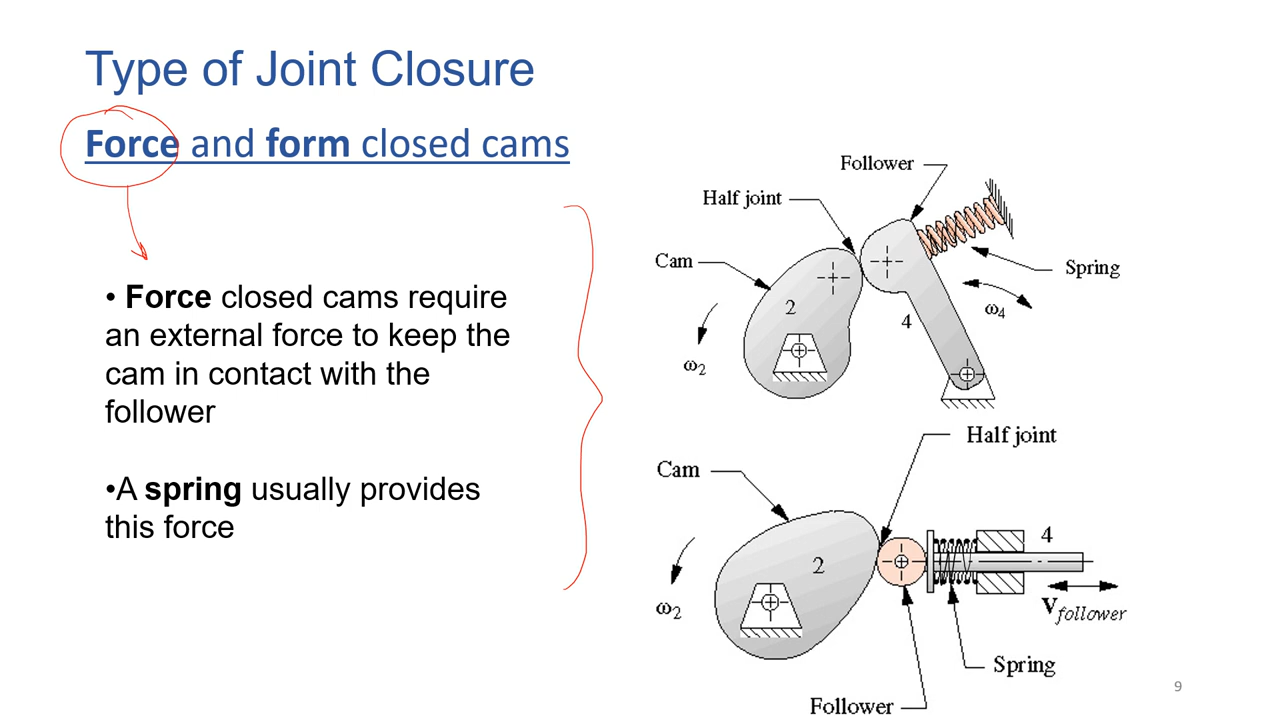 Type of Joint Closure
Force and form closed cams
• Force closed cams require
an external force to keep the
cam in contact with the
follower
•A spring usually provides
this force
Follower
Half joint
Cam
Spring
2
4
ω4
ω2
Half joint
Cam
4
2
ω2
Vfollower
Spring
Follower
9